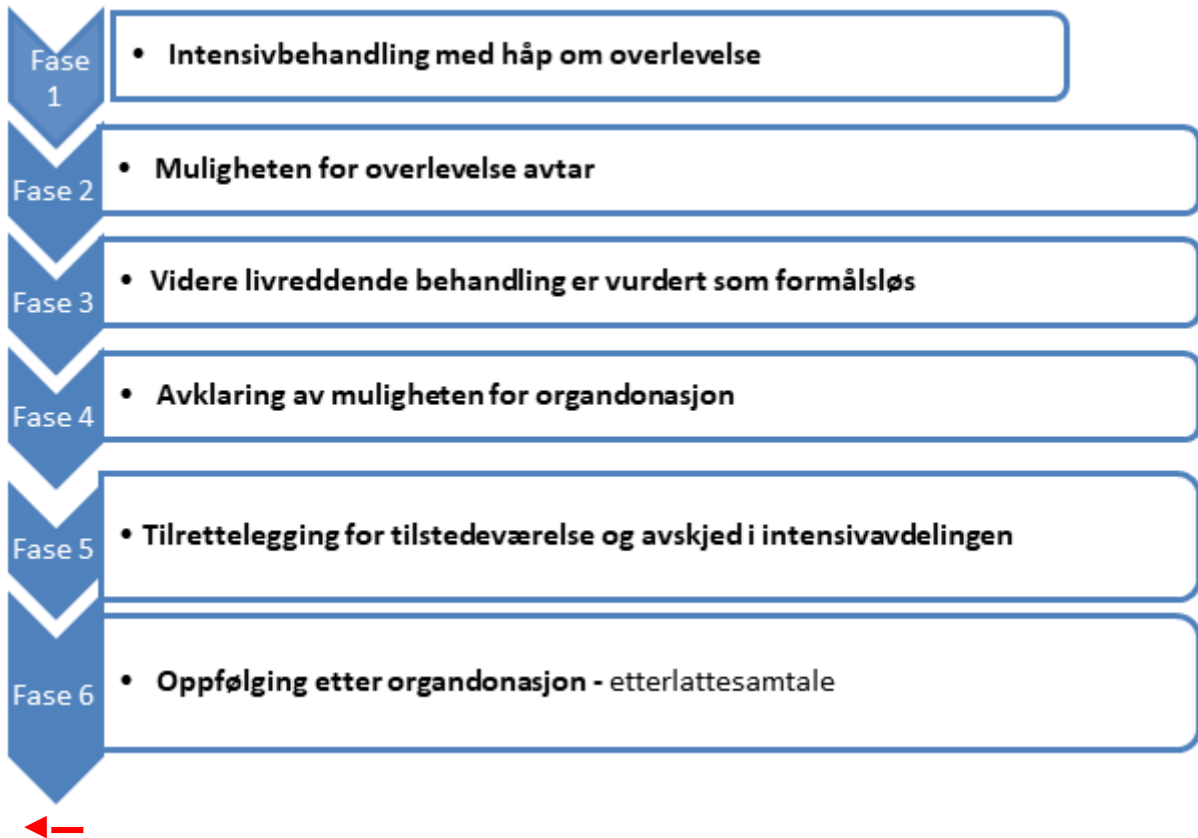 Fase
1
• Intensivbehandling med håp om overlevelse
Fase 2
• Muligheten for overlevelse avtar
Fase 3
• Videre livreddende behandling er vurdert som formålsløs
Fase 4
• Avklaring av muligheten for organdonasjon
Fase 5
• Tilrettelegging for tilstedeværelse og avskjed i intensivavdelingen
Fase 6
• Oppfølging etter organdonasjon - etterlattesamtale